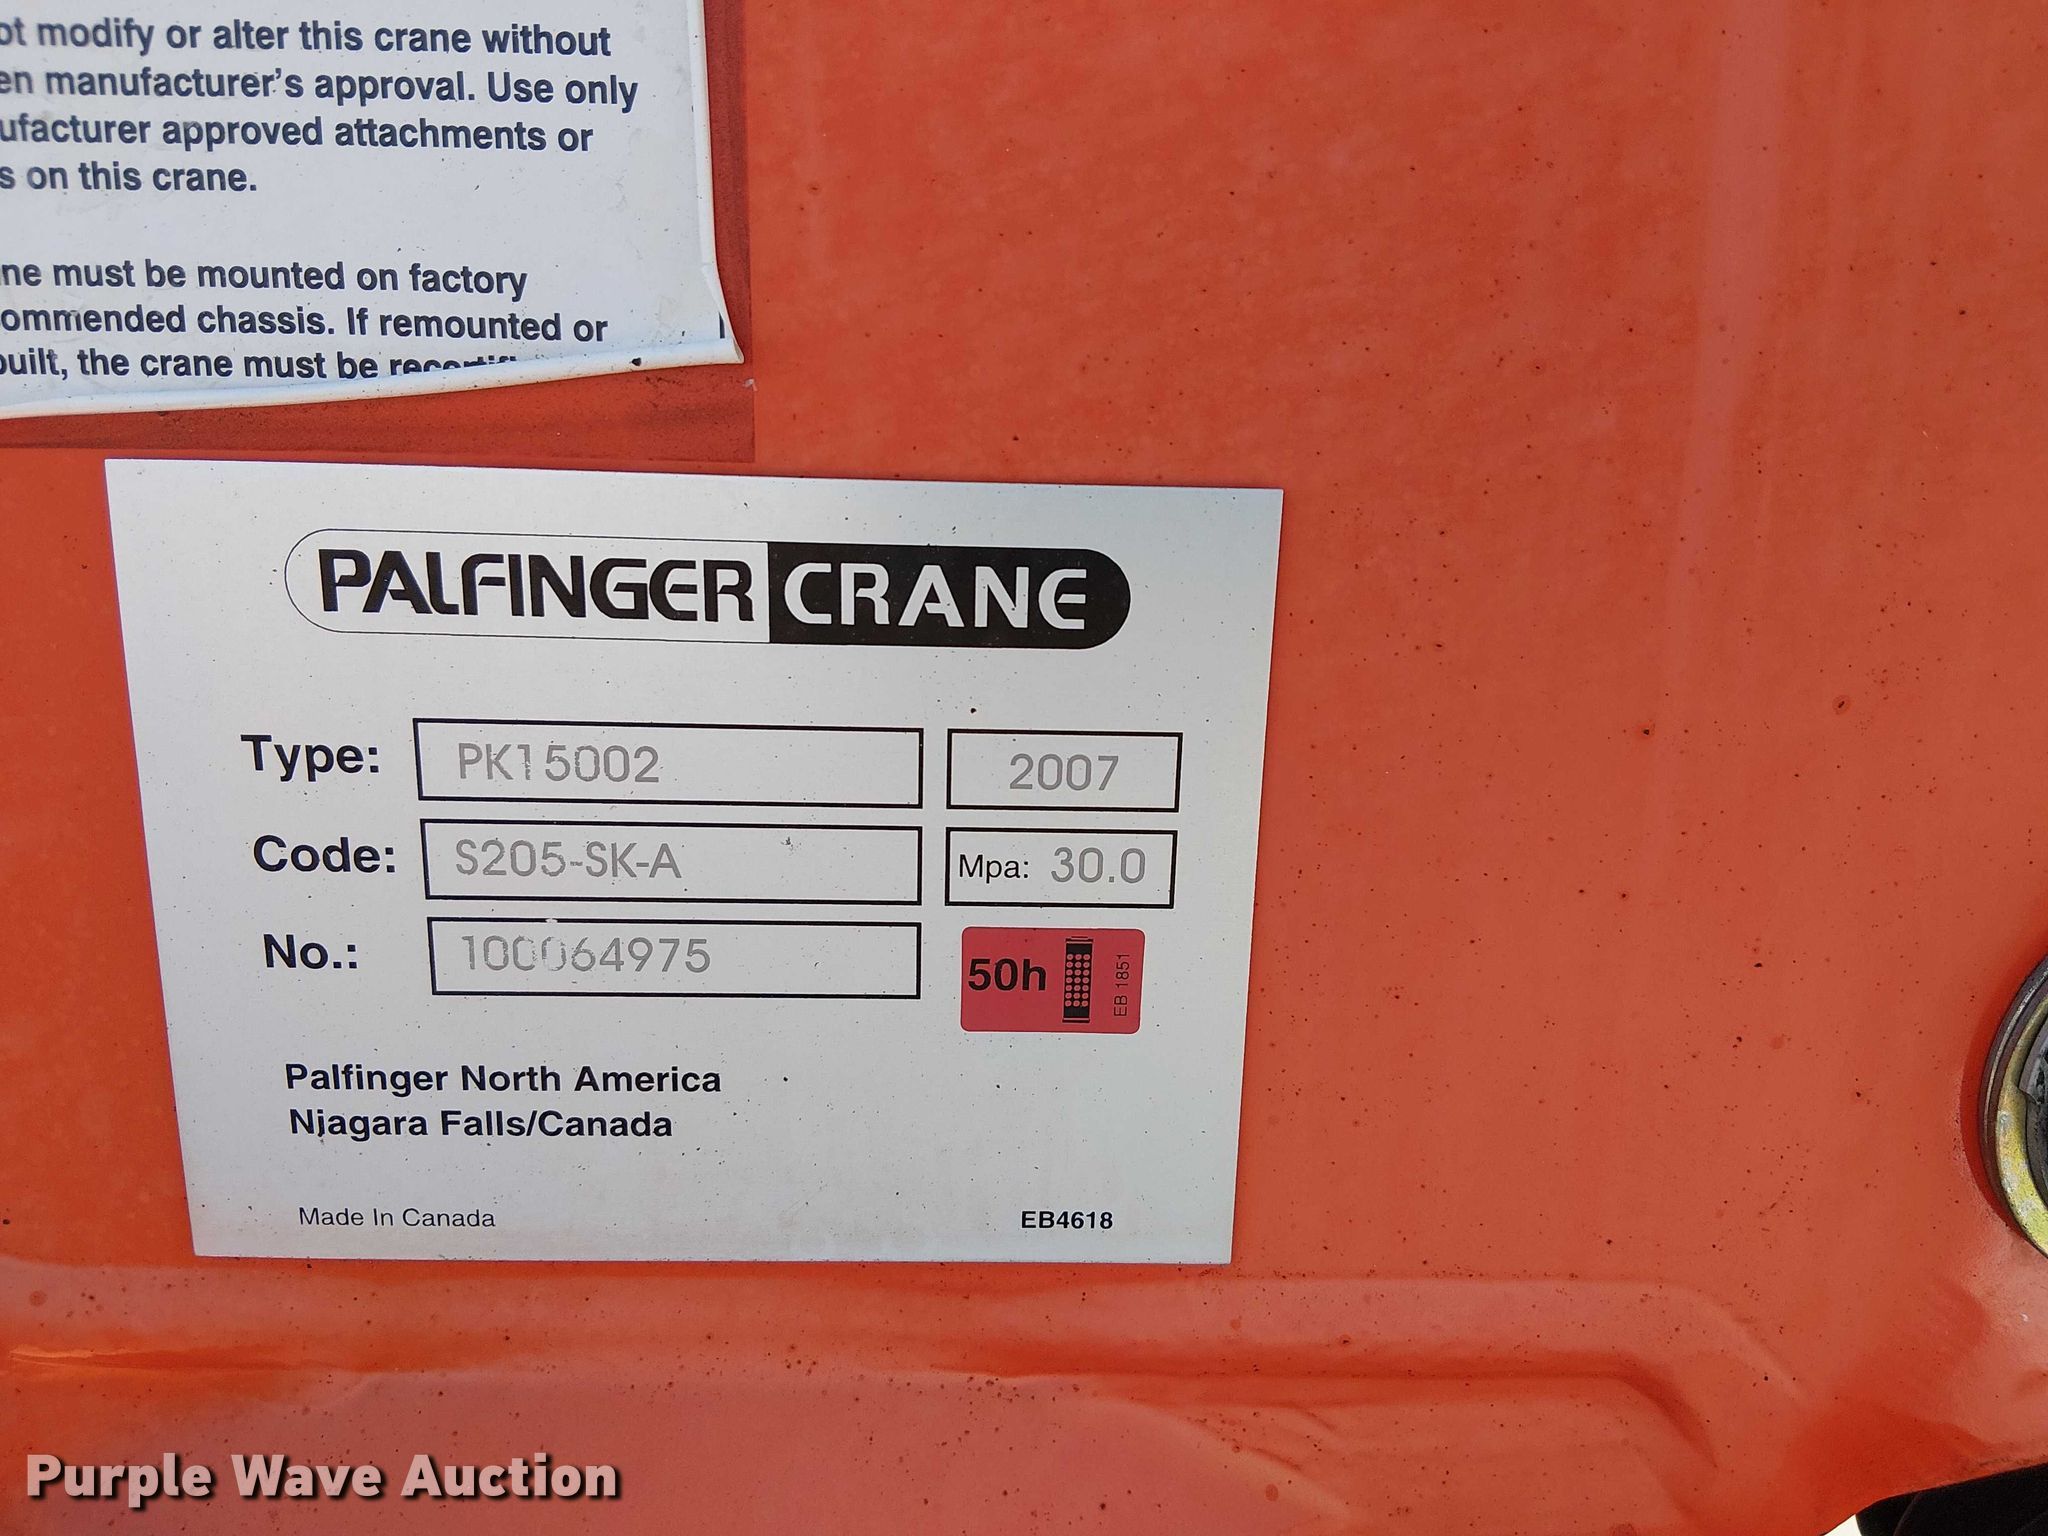 ot modify or alter this crane without
en manufacturer's approval. Use only
ufacturer approved attachments or
s on this crane.
ne must be mounted on factory
ommended chassis. If remounted or
built, the crane must be
PALFINGER CRANE
Type: PK15002 2007
Code: S205-SK-A Mpa: 30.0
No.: 100064975
50h EB 1851
Palfinger North America
Niagara Falls/Canada
Made In Canada EB4618
Purple Wave Auction